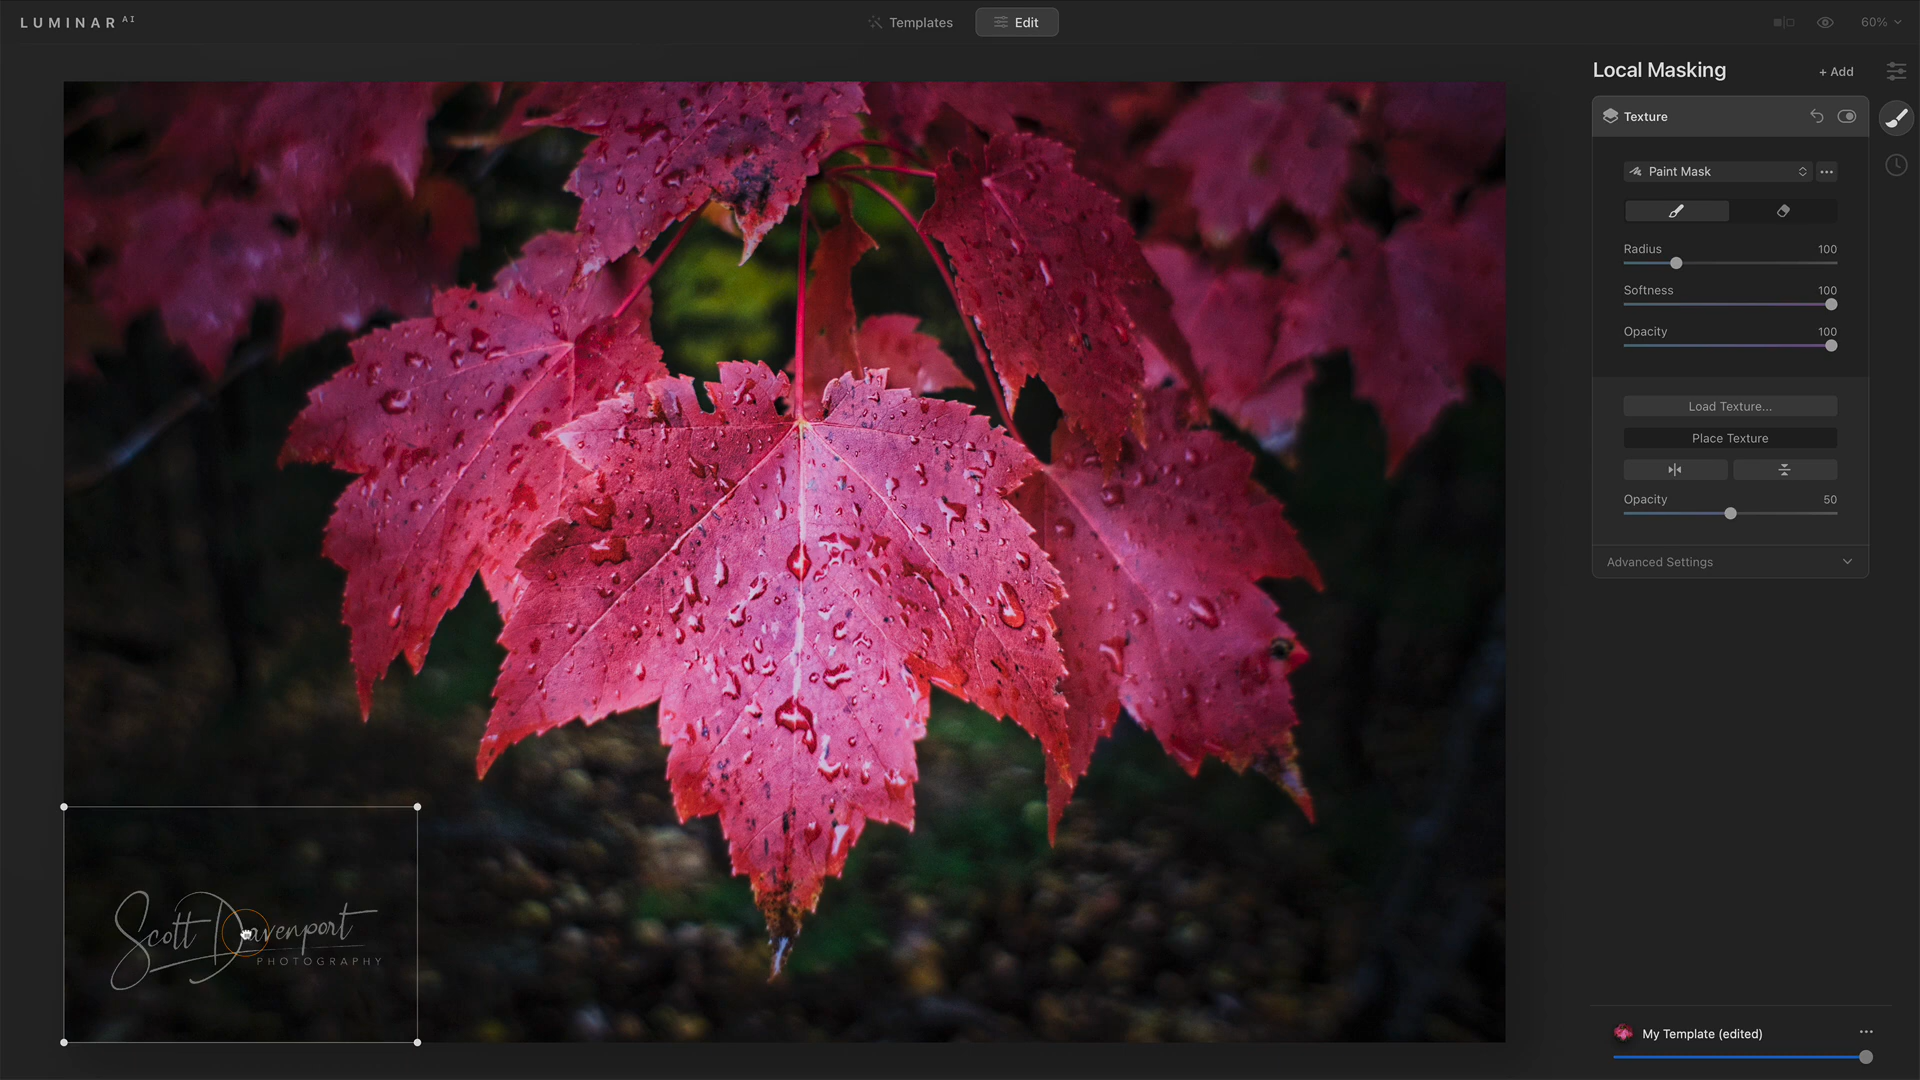 LUMINAR AI
Templates
Edit
60%
Local Masking
+ Add
Texture
Paint Mask
Radius 100
Softness 100
Opacity 100
Load Texture...
Place Texture
Opacity 50
Advanced Settings
Scott Davenport
PHOTOGRAPHY
My Template (edited)